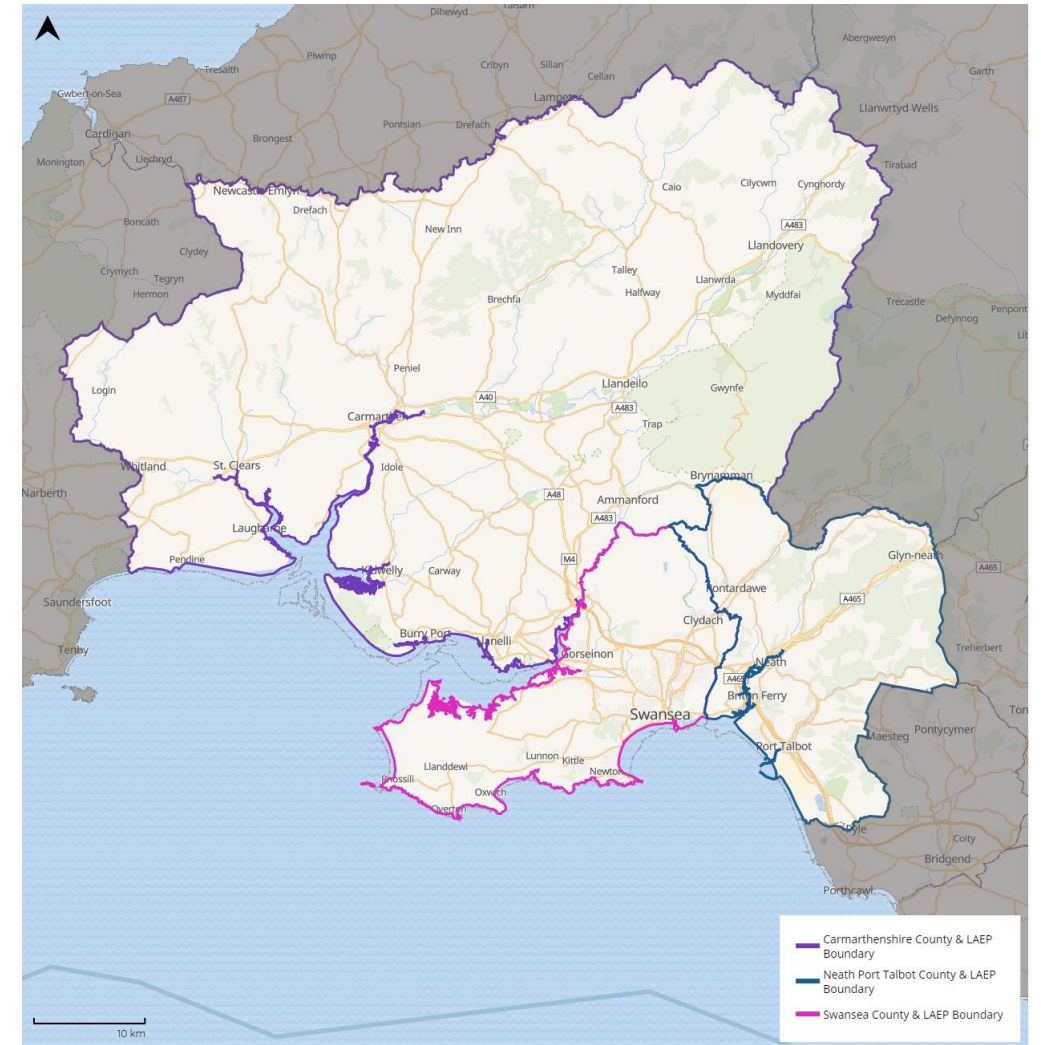 Dihewyd
Talsarn
Abergwesyn
Plwmp
Cribyn
Silian
Cellan
Tresaith
Garth
Gwbert-on-Sea
A487
Lampeter
Llanwrtyd Wells
Cardigan
Pontsian
Drefach
Brongest
Monington
Llechryd
Tirabad
Newcastle Emlyn
Caio
Cilycwm
Cynghordy
Drefach
Boncath
New Inn
A483
Clydey
Llandovery
Crymych
Tegryn
Talley
Llanwrda
Hermon
Halfway
Myddfai
Brechfa
Trecastle
Penpont
Defynnog
Peniel
Login
Llandeilo
Gwynfe
A40
Carmarthen
A483
Trap
Whitland
St. Clears
Idole
Brynamman
Narberth
A48
Ammanford
A483
Laugharne
Pendine
M4
Glyn-neath
Kidwelly
Carway
A465
Pontardawe
A465
Saundersfoot
Clydach
Burry Port
Llanelli
Tenby
Gorseinon
Treherbert
Neath
A465
Briton Ferry
Swansea
Ton
Maesteg
Pontycymer
Port Talbot
Lunnon
Kittle
Llanddewi
Newton
Rhossili
Oxwich
Overton
Pyle
Coity
Bridgend
Porthcawl
Carmarthenshire County & LAEP
Boundary
Neath Port Talbot County & LAEP
Boundary
Swansea County & LAEP Boundary
10 km